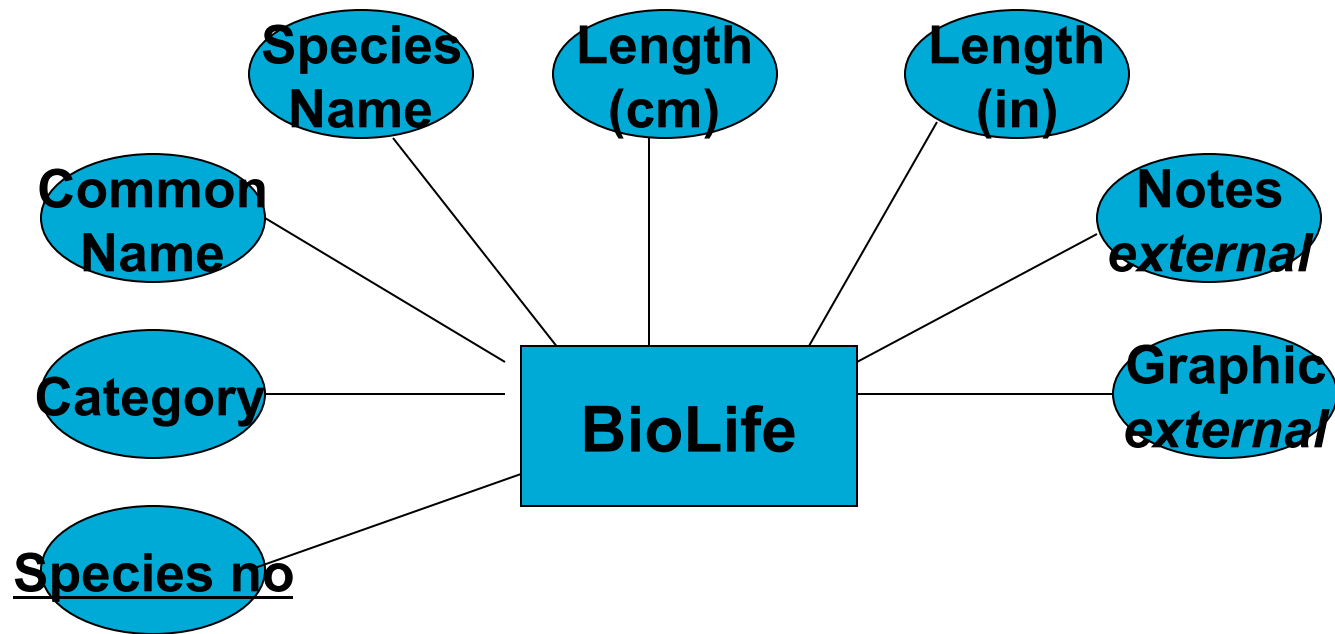 Species
Name
Length
(cm)
Length
(in)
Common
Name
Notes
external
Category
Graphic
external
BioLife
Species no